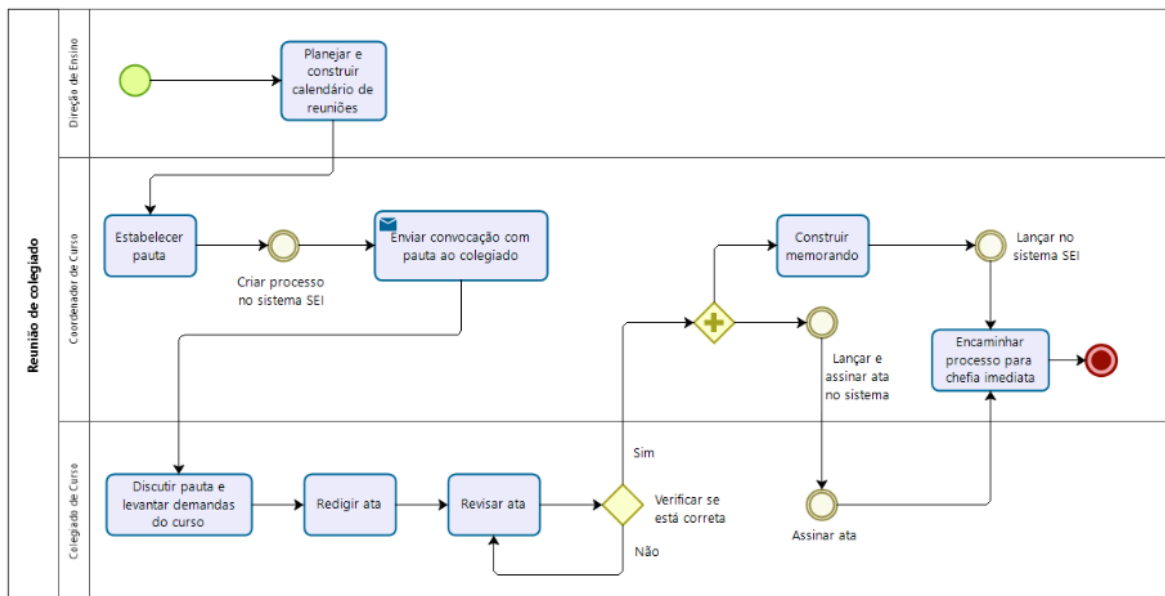 Reunião de colegiado
Direção de Ensino
Planejar e
construir
calendário de
reuniões
Coordenador de Curso
Estabelecer
pauta
Criar processo
no sistema SEI
Enviar convocação com
pauta ao colegiado
Construir
memorando
Lançar no
sistema SEI
Lançar e
assinar ata
no sistema
Encaminhar
processo para
chefia imediata
Colegiado de Curso
Discutir pauta e
levantar demandas
do curso
Redigir ata
Revisar ata
Sim
Verificar se
está correta
Não
Assinar ata